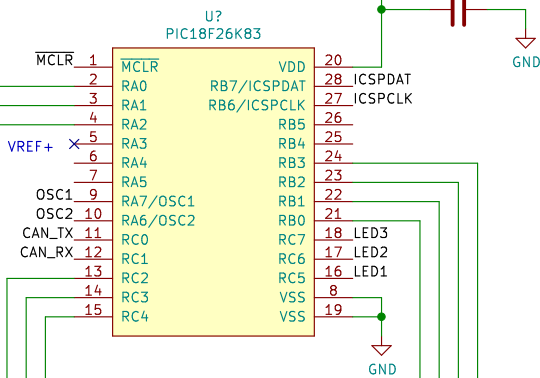 U?
PIC18F26K83
MCLR 1 MCLR VDD 20
2 RA0 RB7/ICSPDAT 28 ICSPDAT
3 RA1 RB6/ICSPCLK 27 ICSPCLK
4 RA2 RB5 26
VREF+ 5 RA3 RB4 25
6 RA4 RB3 24
7 RA5 RB2 23
OSC1 9 RA7/OSC1 RB1 22
OSC2 10 RA6/OSC2 RB0 21
CAN_TX 11 RC0 RC7 18 LED3
CAN_RX 12 RC1 RC6 17 LED2
13 RC2 RC5 16 LED1
14 RC3 VSS 8
15 RC4 VSS 19
GND
GND